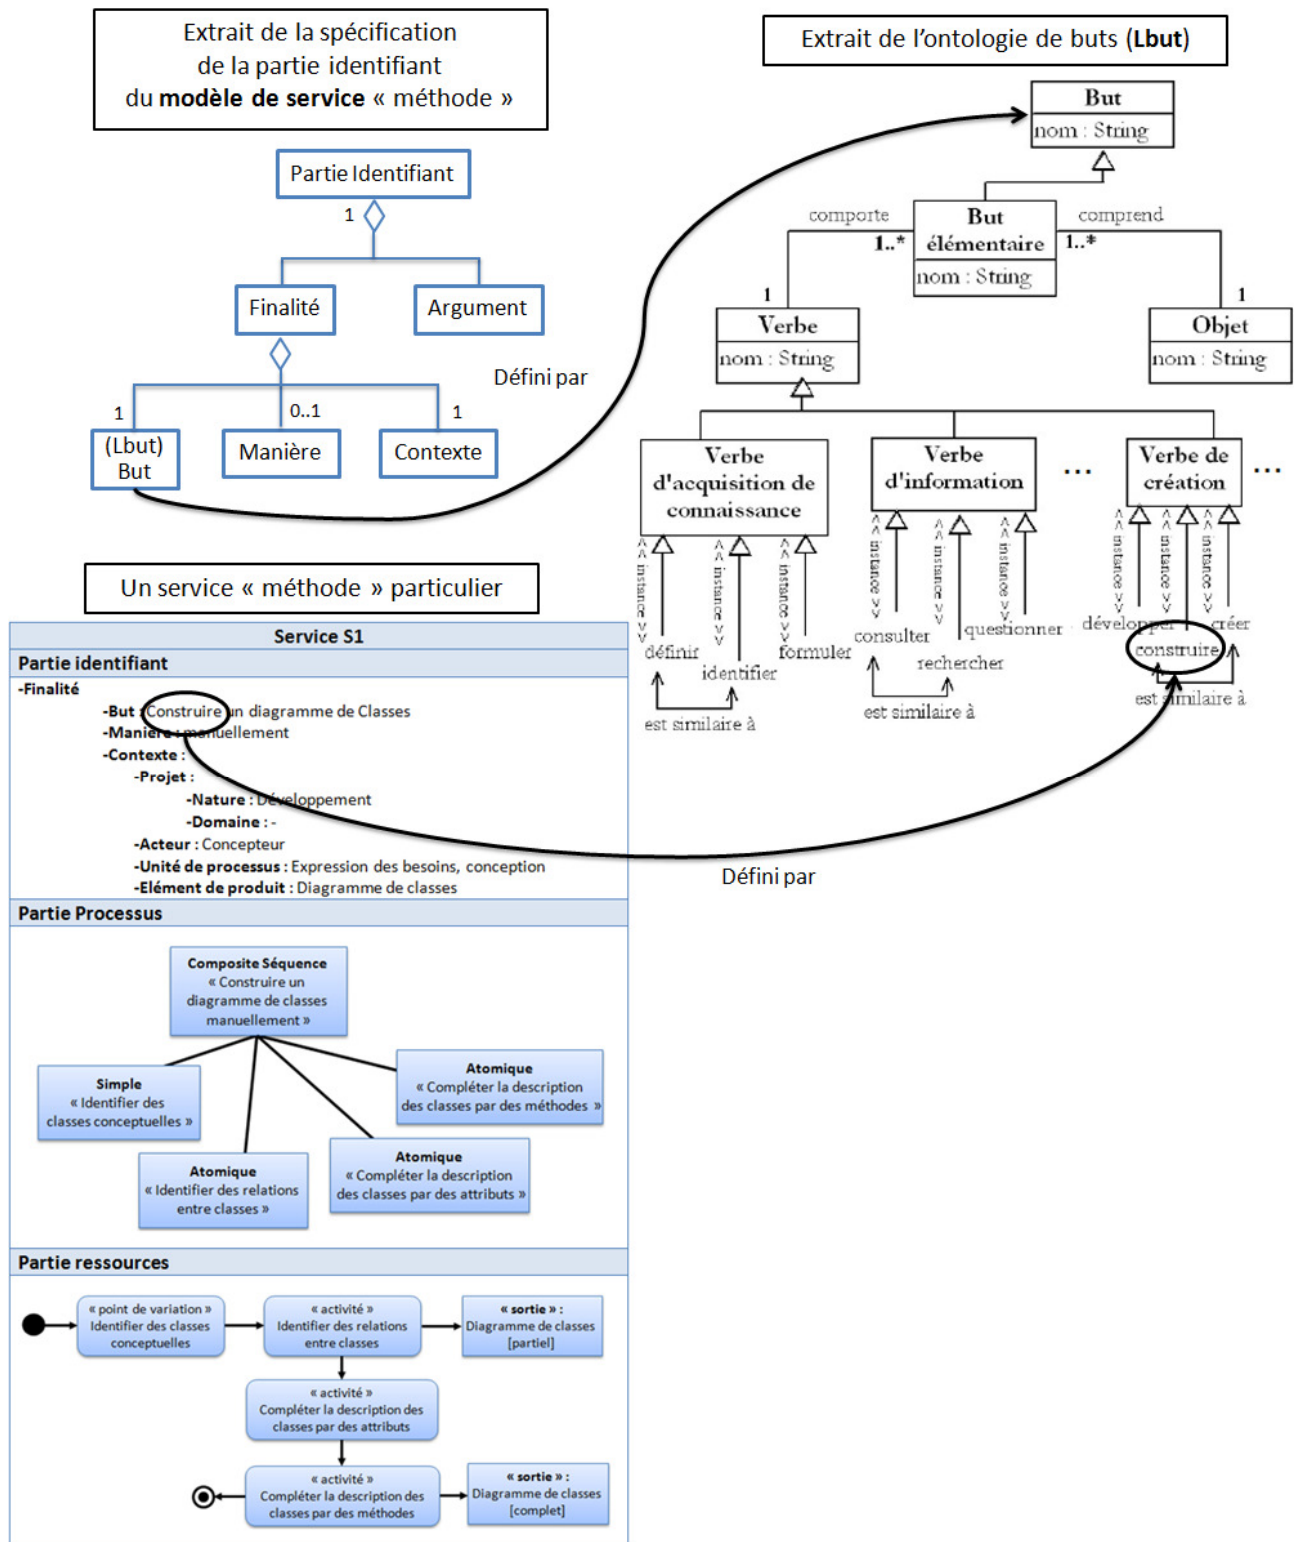 Extrait de la spécification
de la partie identifiant
du modèle de service « méthode »
Partie Identifiant
1
Finalité
Argument
1
0..1
1
(Lbut)
But
Manière
Contexte
Défini par
Extrait de l'ontologie de buts (Lbut)
But
nom : String
comporte
1..*
But
élémentaire
nom : String
comprend
1..*
1
Verbe
nom : String
1
Objet
nom : String
Verbe
d'acquisition de
connaissance
Verbe
d'information
...
Verbe de
création
...
<< instance >>
<< instance >>
<< instance >>
<< instance >>
<< instance >>
<< instance >>
<< instance >>
<< instance >>
<< instance >>
définir
identifier
formuler
est similaire à
consulter
rechercher
questionner
est similaire à
développer
construire
créer
est similaire à
Défini par
Un service « méthode » particulier
Service S1
Partie identifiant
-Finalité
-But : Construire un diagramme de Classes
-Manière : manuellement
-Contexte :
-Projet :
-Nature : Développement
-Domaine : -
-Acteur : Concepteur
-Unité de processus : Expression des besoins, conception
-Elément de produit : Diagramme de classes
Partie Processus
Composite Séquence
« Construire un
diagramme de classes
manuellement »
Simple
« Identifier des
classes conceptuelles »
Atomique
« Identifier des relations
entre classes »
Atomique
« Compléter la description
des classes par des attributs »
Atomique
« Compléter la description
des classes par des méthodes »
Partie ressources
« point de variation »
Identifier des classes
conceptuelles
« activité »
Identifier des relations
entre classes
« sortie » :
Diagramme de classes
[partiel]
« activité »
Compléter la description des
classes par des attributs
« activité »
Compléter la description des
classes par des méthodes
« sortie » :
Diagramme de classes
[complet]